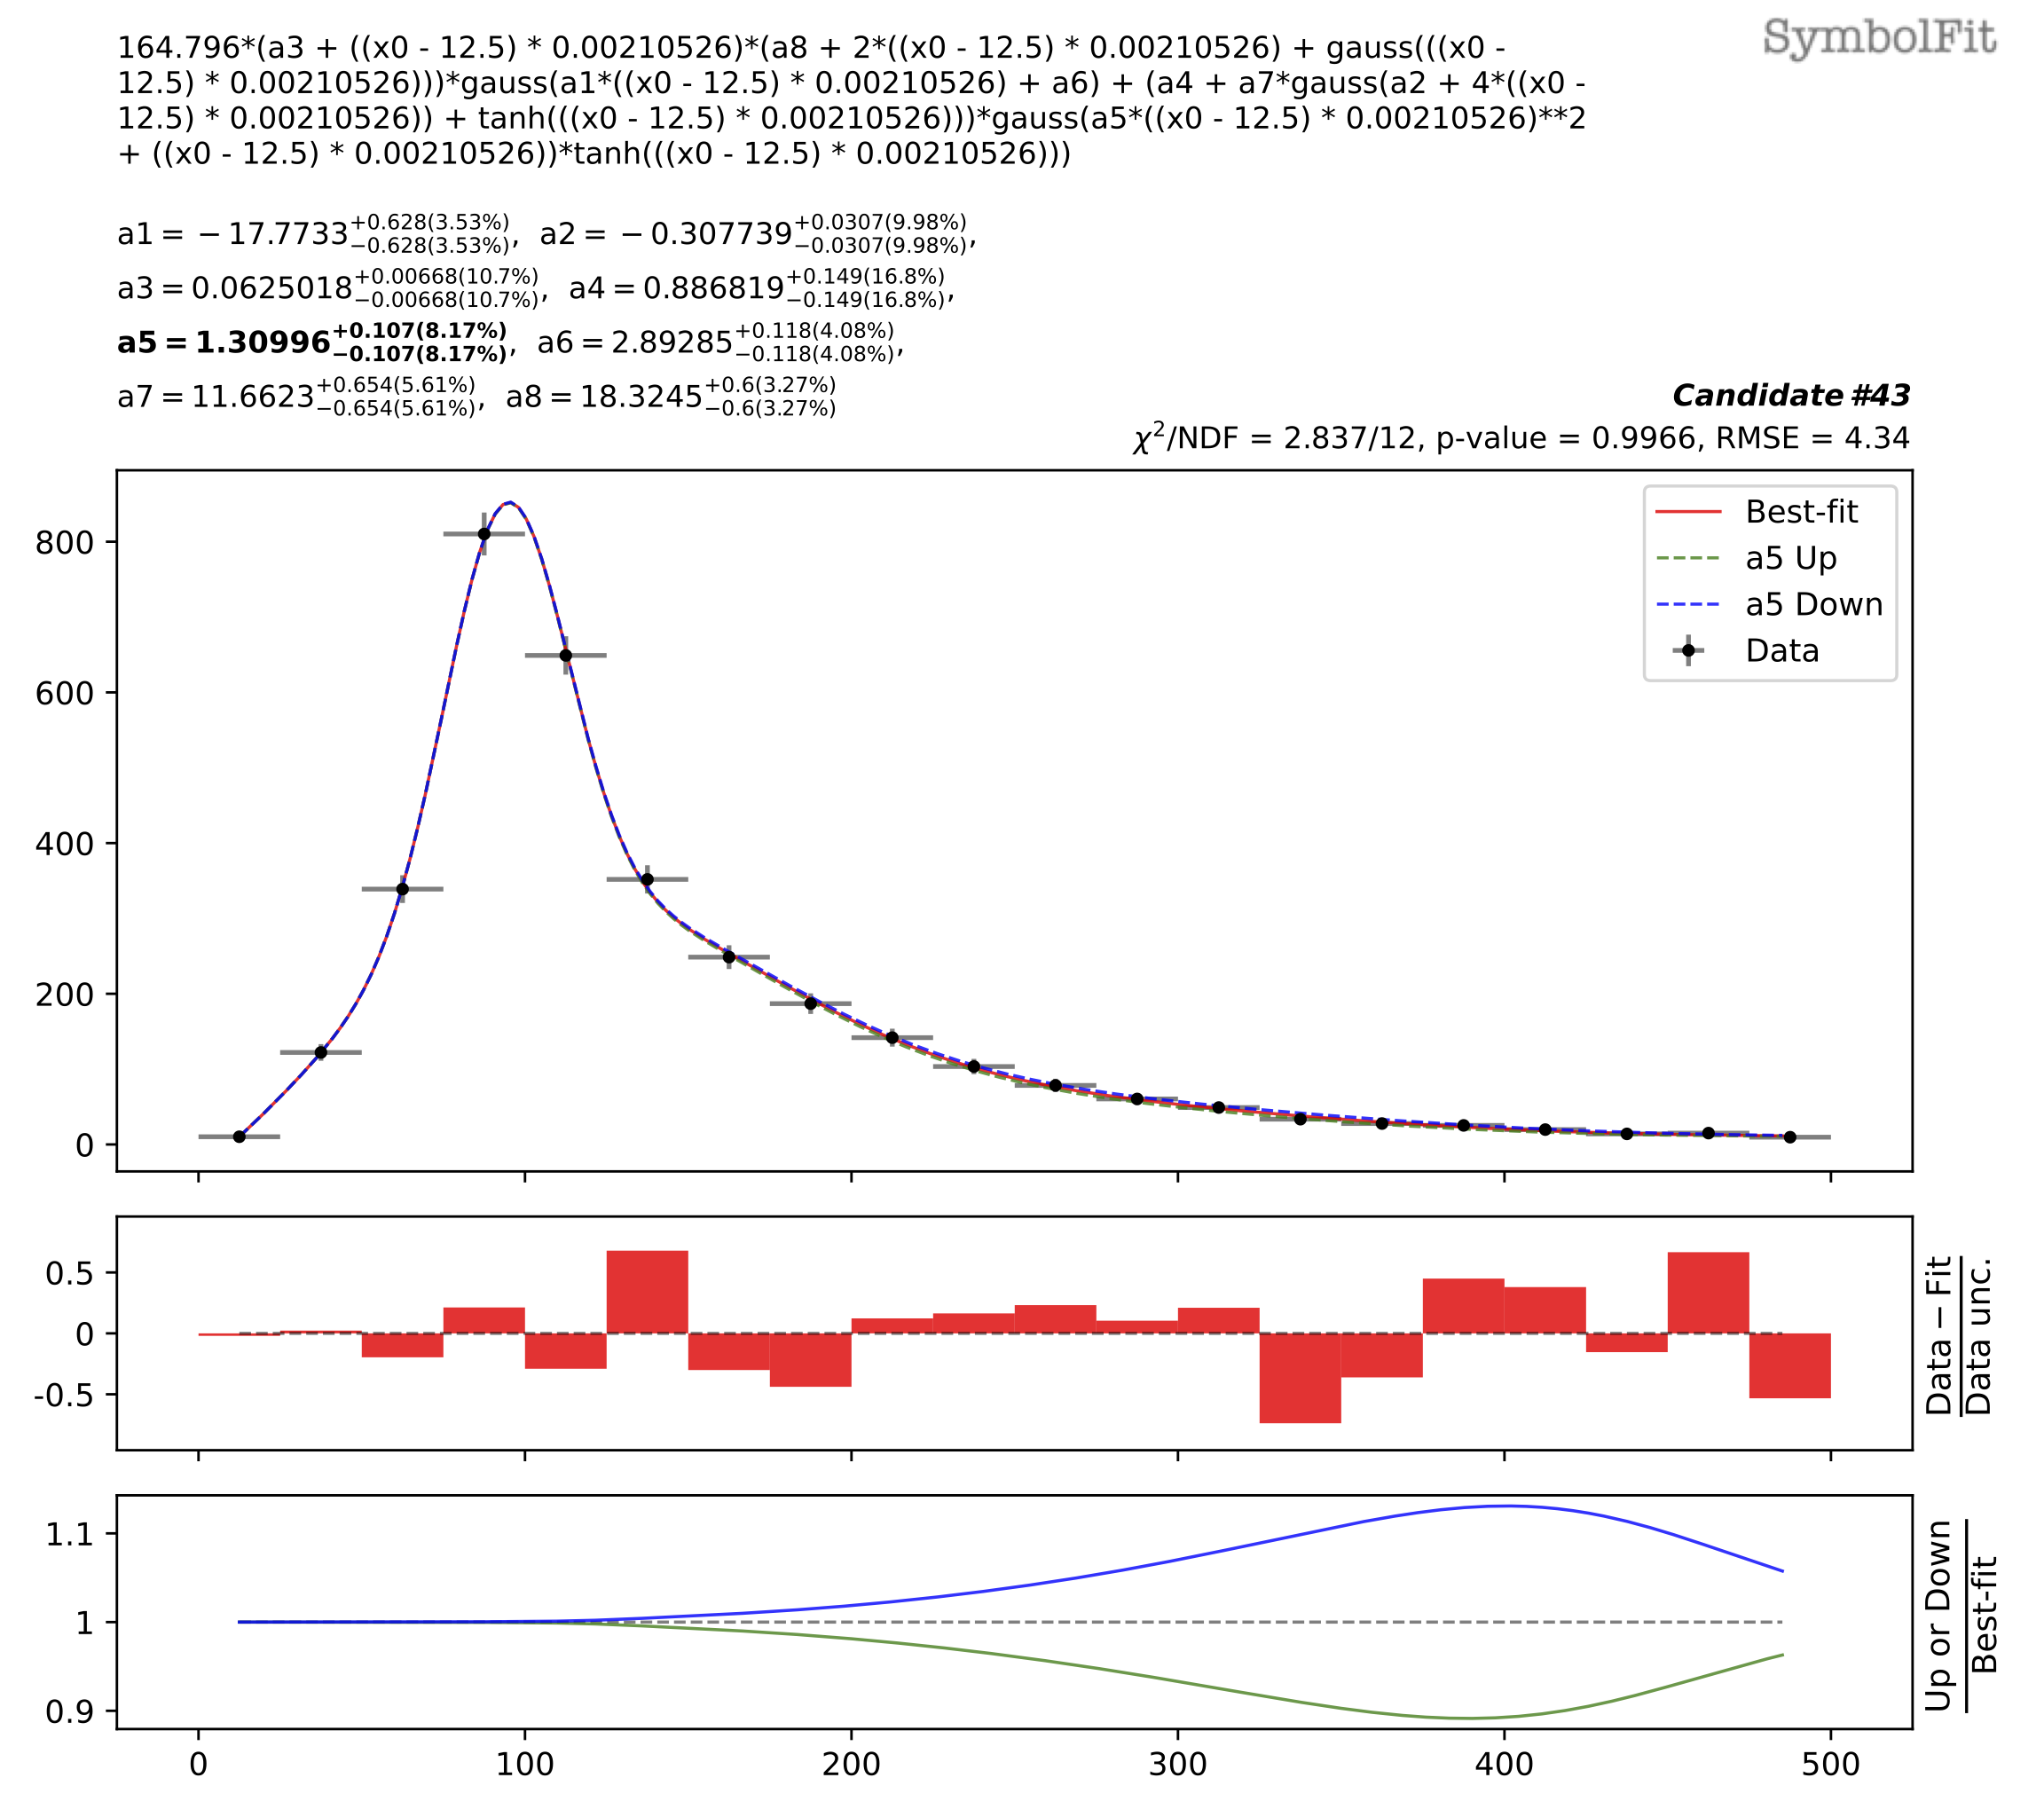 SymbolFit
164.796*(a3 + ((x0 - 12.5) * 0.00210526)*(a8 + 2*((x0 - 12.5) * 0.00210526) + gauss(((x0 -
12.5) * 0.00210526)))*gauss(a1*((x0 - 12.5) * 0.00210526) + a6) + (a4 + a7*gauss(a2 + 4*((x0 -
12.5) * 0.00210526)) + tanh(((x0 - 12.5) * 0.00210526)))*gauss(a5*((x0 - 12.5) * 0.00210526)**2
+ ((x0 - 12.5) * 0.00210526))*tanh(((x0 - 12.5) * 0.00210526)))
a1 = −17.7733 +0.628(3.53%) −0.628(3.53%), a2 = −0.307739 +0.0307(9.98%) −0.0307(9.98%),
a3 = 0.0625018 +0.00668(10.7%) −0.00668(10.7%), a4 = 0.886819 +0.149(16.8%) −0.149(16.8%),
a5 = 1.30996 +0.107(8.17%) −0.107(8.17%), a6 = 2.89285 +0.118(4.08%) −0.118(4.08%),
a7 = 11.6623 +0.654(5.61%) −0.654(5.61%), a8 = 18.3245 +0.6(3.27%) −0.6(3.27%)
Candidate #43
χ²/NDF = 2.837/12, p-value = 0.9966, RMSE = 4.34
800
600
400
200
0
Best-fit
a5 Up
a5 Down
Data
0.5
0
-0.5
Data − Fit
Data unc.
1.1
1
0.9
Up or Down
Best-fit
0 100 200 300 400 500